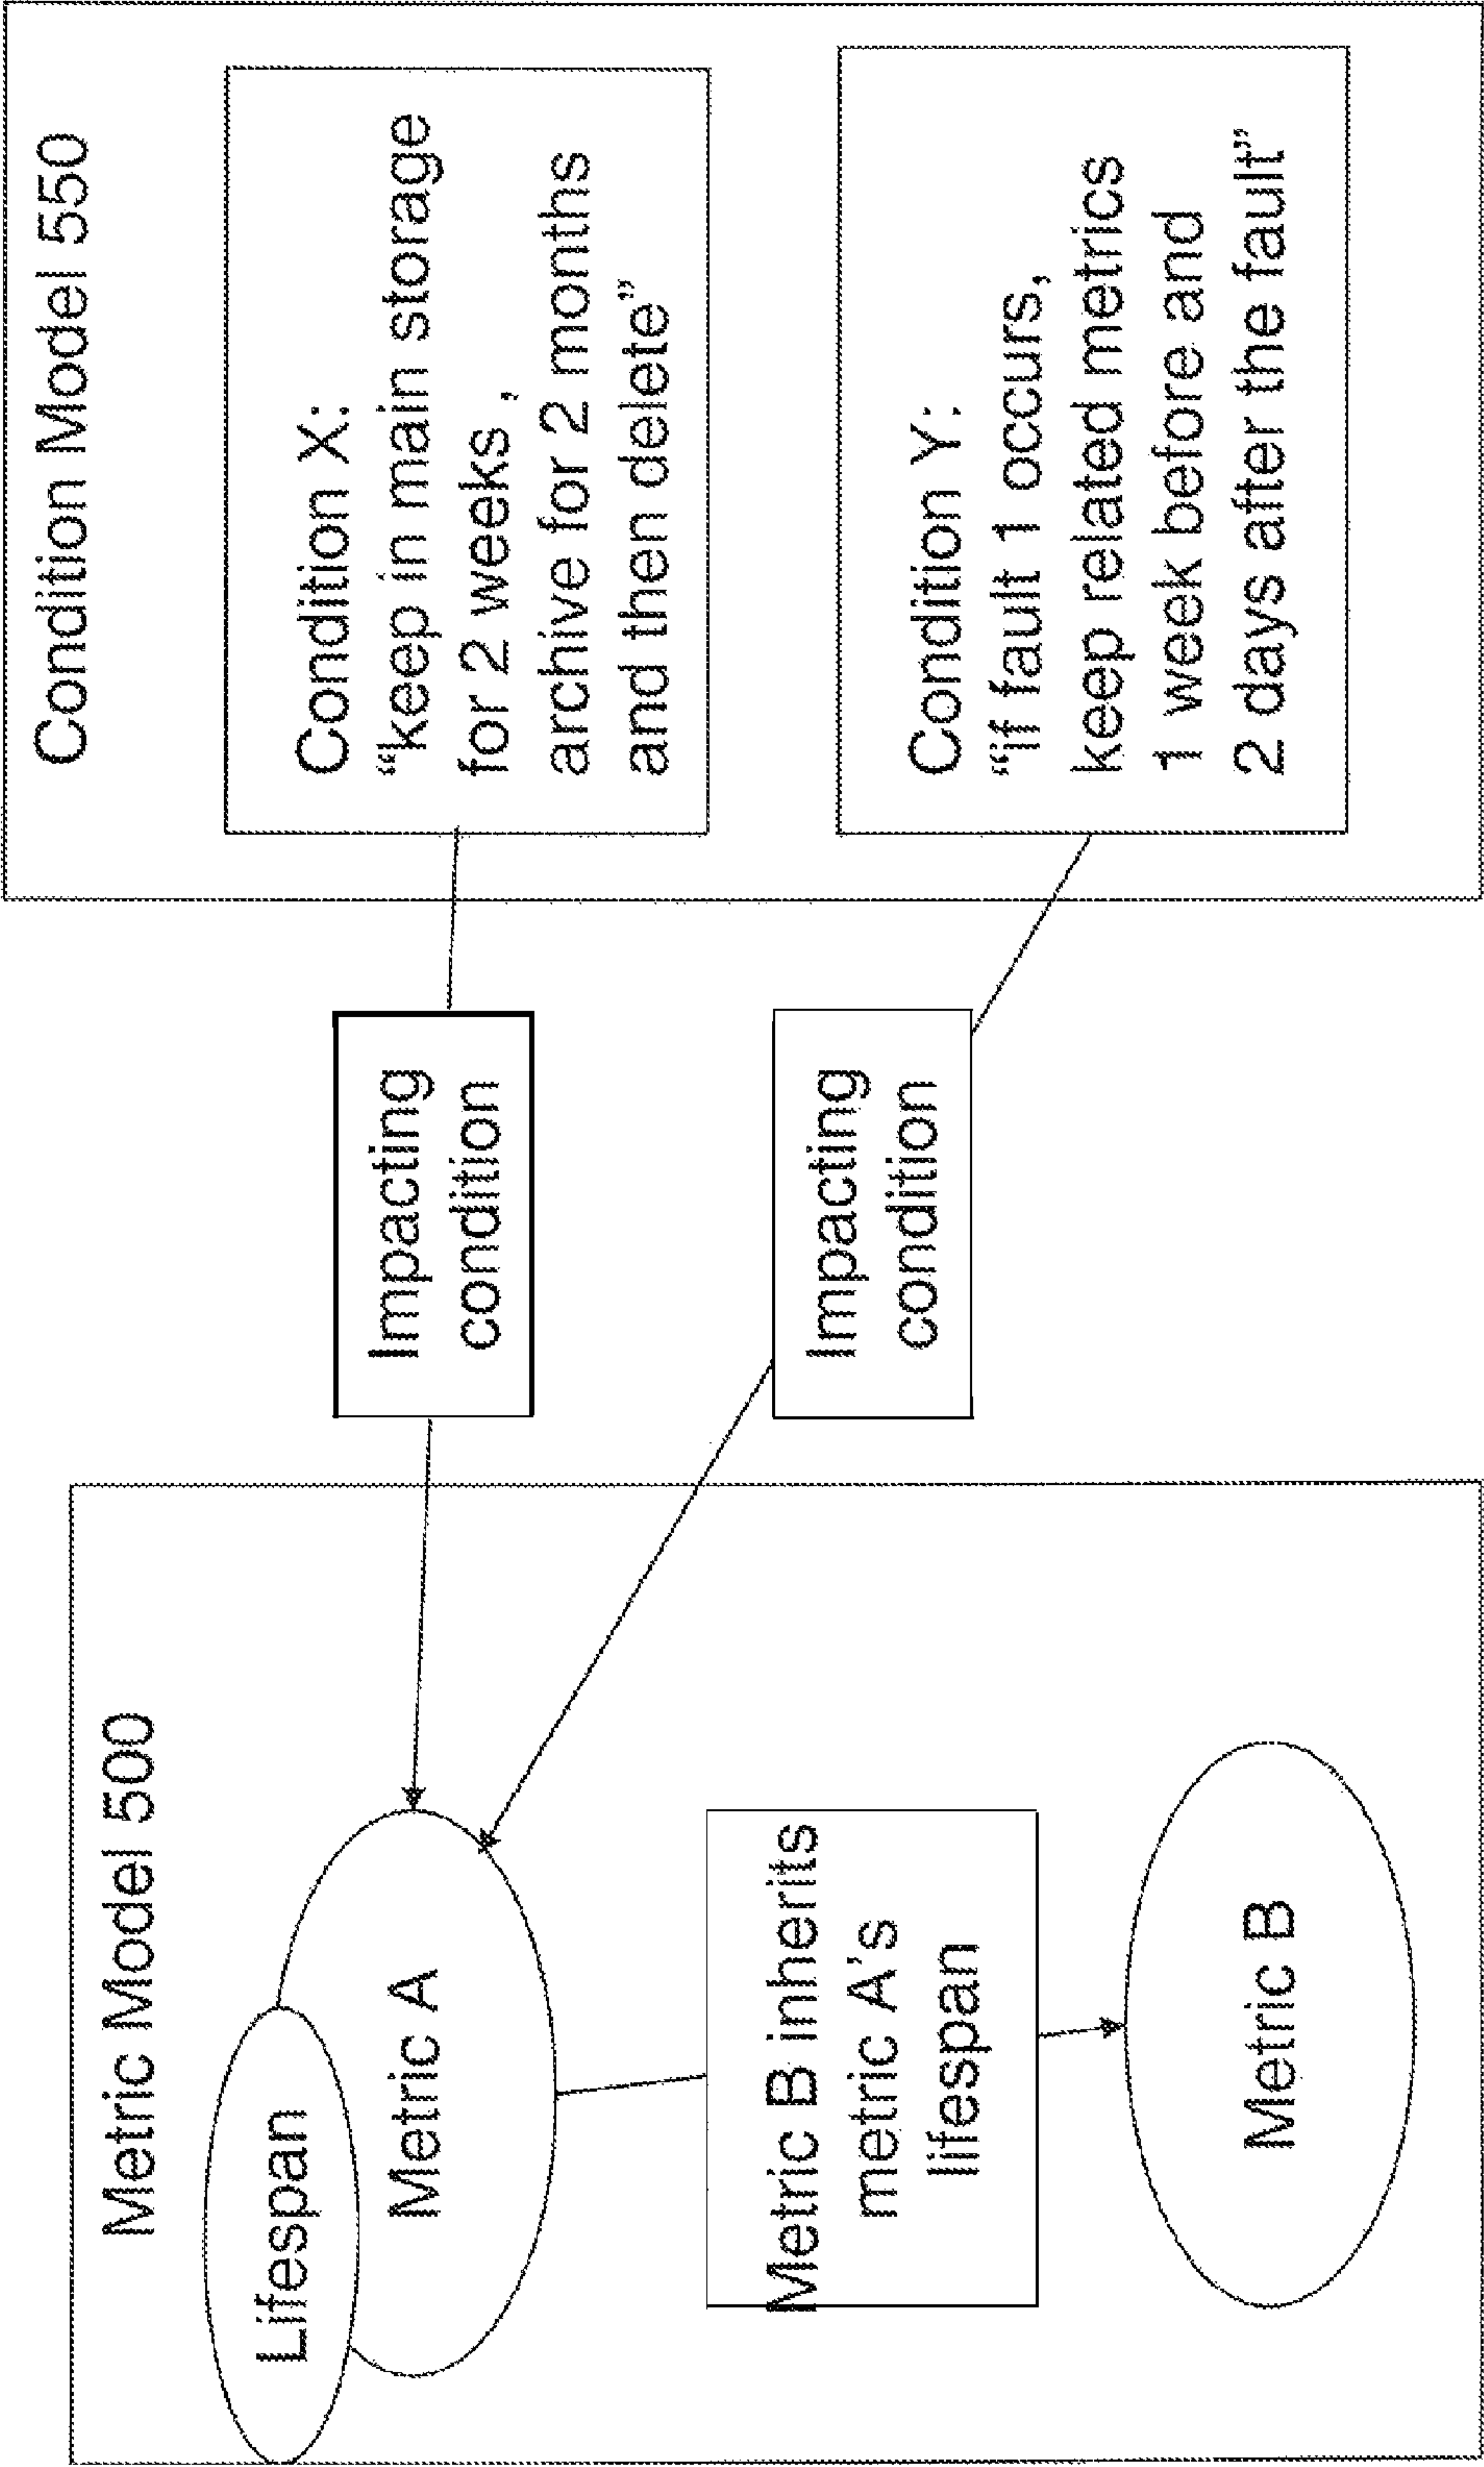 Metric Model 500
Lifespan
Metric A
Metric B inherits
metric A's
lifespan
Metric B
Impacting
condition
Impacting
condition
Condition Model 550
Condition X:
“keep in main storage
for 2 weeks,
archive for 2 months
and then delete”
Condition Y:
“if fault 1 occurs,
keep related metrics
1 week before and
2 days after the fault”